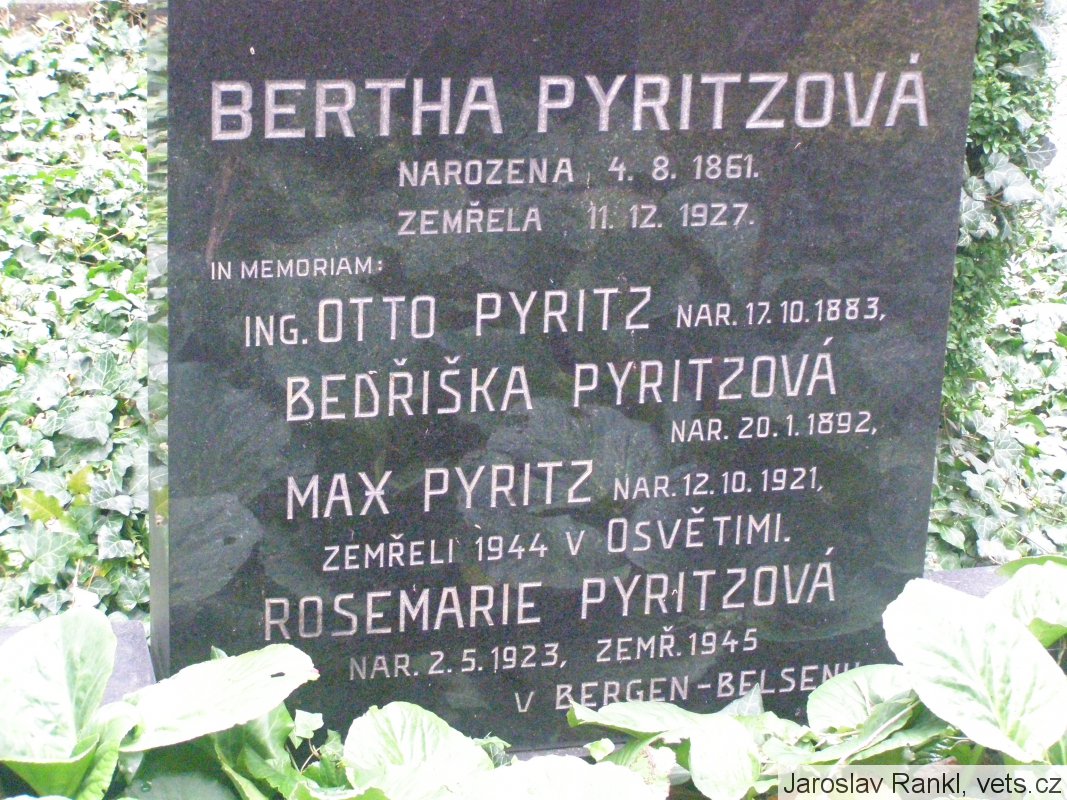 BERTHA PYRITZOVÁ
NAROZENA 4. 8. 1861.
ZEMŘELA 11. 12. 1927.
IN MEMORIAM:
ING. OTTO PYRITZ NAR. 17. 10. 1883,
BEDŘIŠKA PYRITZOVÁ
NAR. 20. 1. 1892,
MAX PYRITZ NAR. 12. 10. 1921,
ZEMŘELI 1944 V OSVĚTIMI.
ROSEMARIE PYRITZOVÁ
NAR. 2. 5. 1923, ZEMŘ. 1945
V BERGEN-BELSENU
Jaroslav Rankl, vets.cz